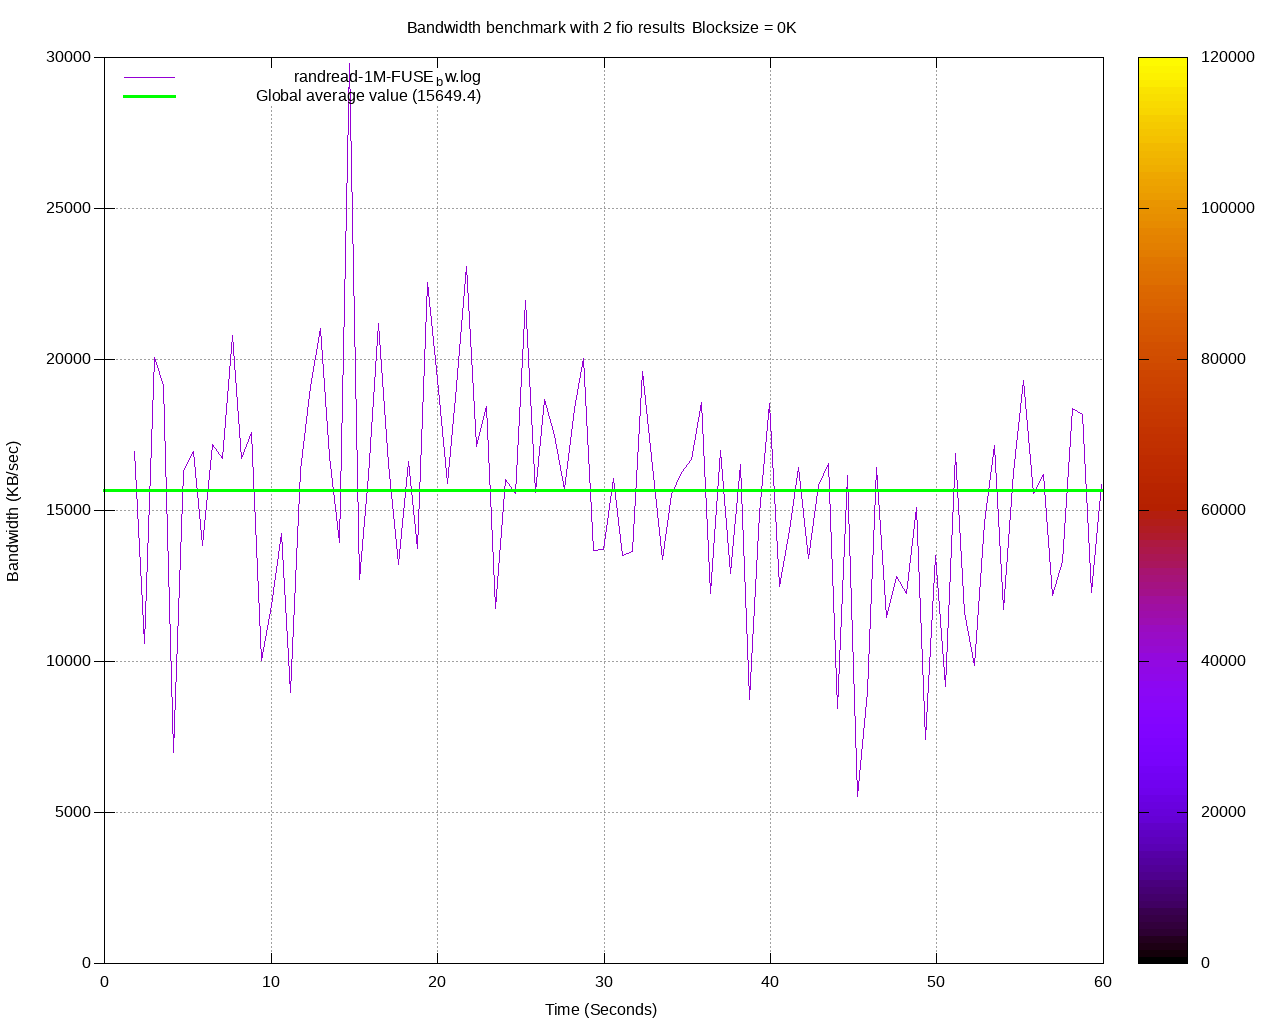 Bandwidth benchmark with 2 fio results Blocksize = 0K
randread-1M-FUSE_bw.log
Global average value (15649.4)
30000
25000
20000
15000
10000
5000
0
Bandwidth (KB/sec)
0 10 20 30 40 50 60
Time (Seconds)
120000
100000
80000
60000
40000
20000
0